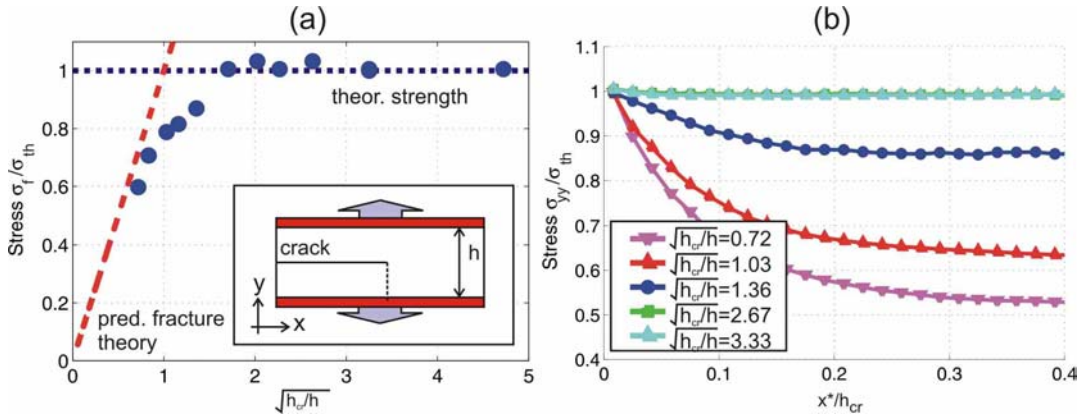 (a)
Stress σf/σth
1
0.8
0.6
0.4
0.2
0
0
1
2
3
4
5
√hcr/h
theor. strength
pred. fracture
theory
crack
h
y
x
(b)
Stress σyy/σth
1.1
1
0.9
0.8
0.7
0.6
0.5
0.4
0
0.1
0.2
0.3
0.4
x*/hcr
√hcr/h=0.72
√hcr/h=1.03
√hcr/h=1.36
√hcr/h=2.67
√hcr/h=3.33